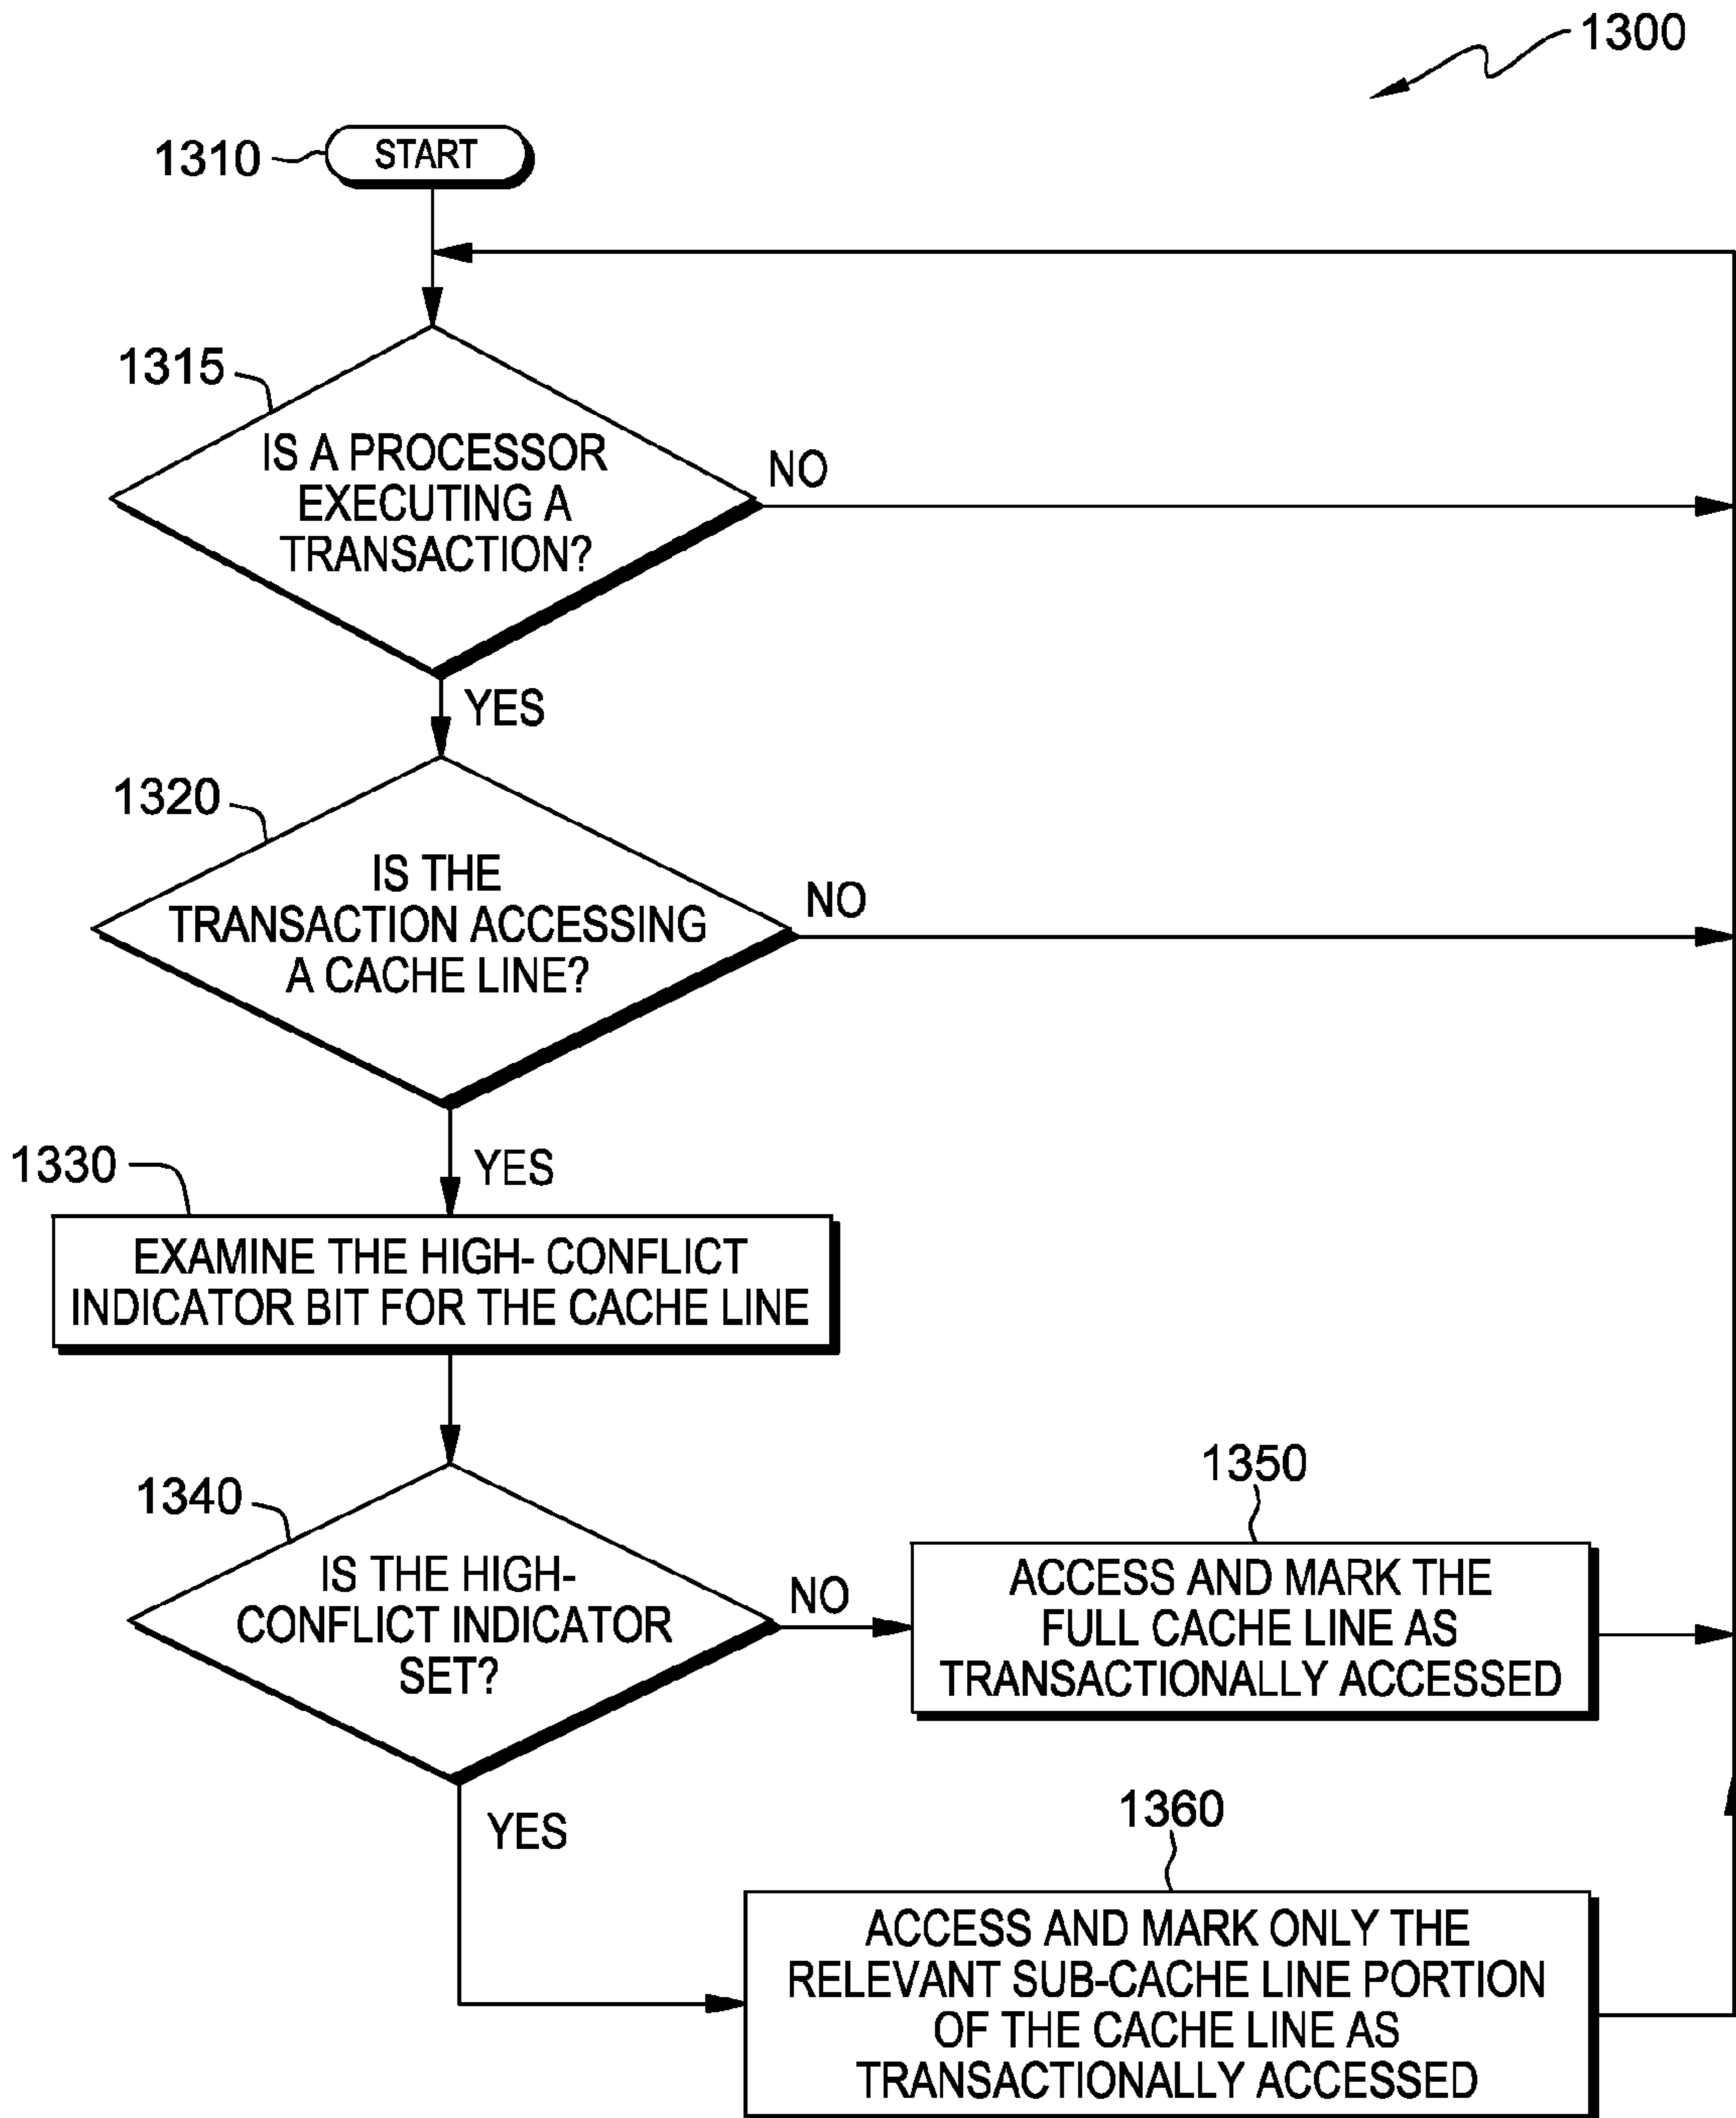 1300
1310
START
1315
IS A PROCESSOR
EXECUTING A
TRANSACTION?
NO
YES
1320
IS THE
TRANSACTION ACCESSING
A CACHE LINE?
NO
YES
1330
EXAMINE THE HIGH- CONFLICT
INDICATOR BIT FOR THE CACHE LINE
1340
IS THE HIGH-
CONFLICT INDICATOR
SET?
NO
1350
ACCESS AND MARK THE
FULL CACHE LINE AS
TRANSACTIONALLY ACCESSED
YES
1360
ACCESS AND MARK ONLY THE
RELEVANT SUB-CACHE LINE PORTION
OF THE CACHE LINE AS
TRANSACTIONALLY ACCESSED